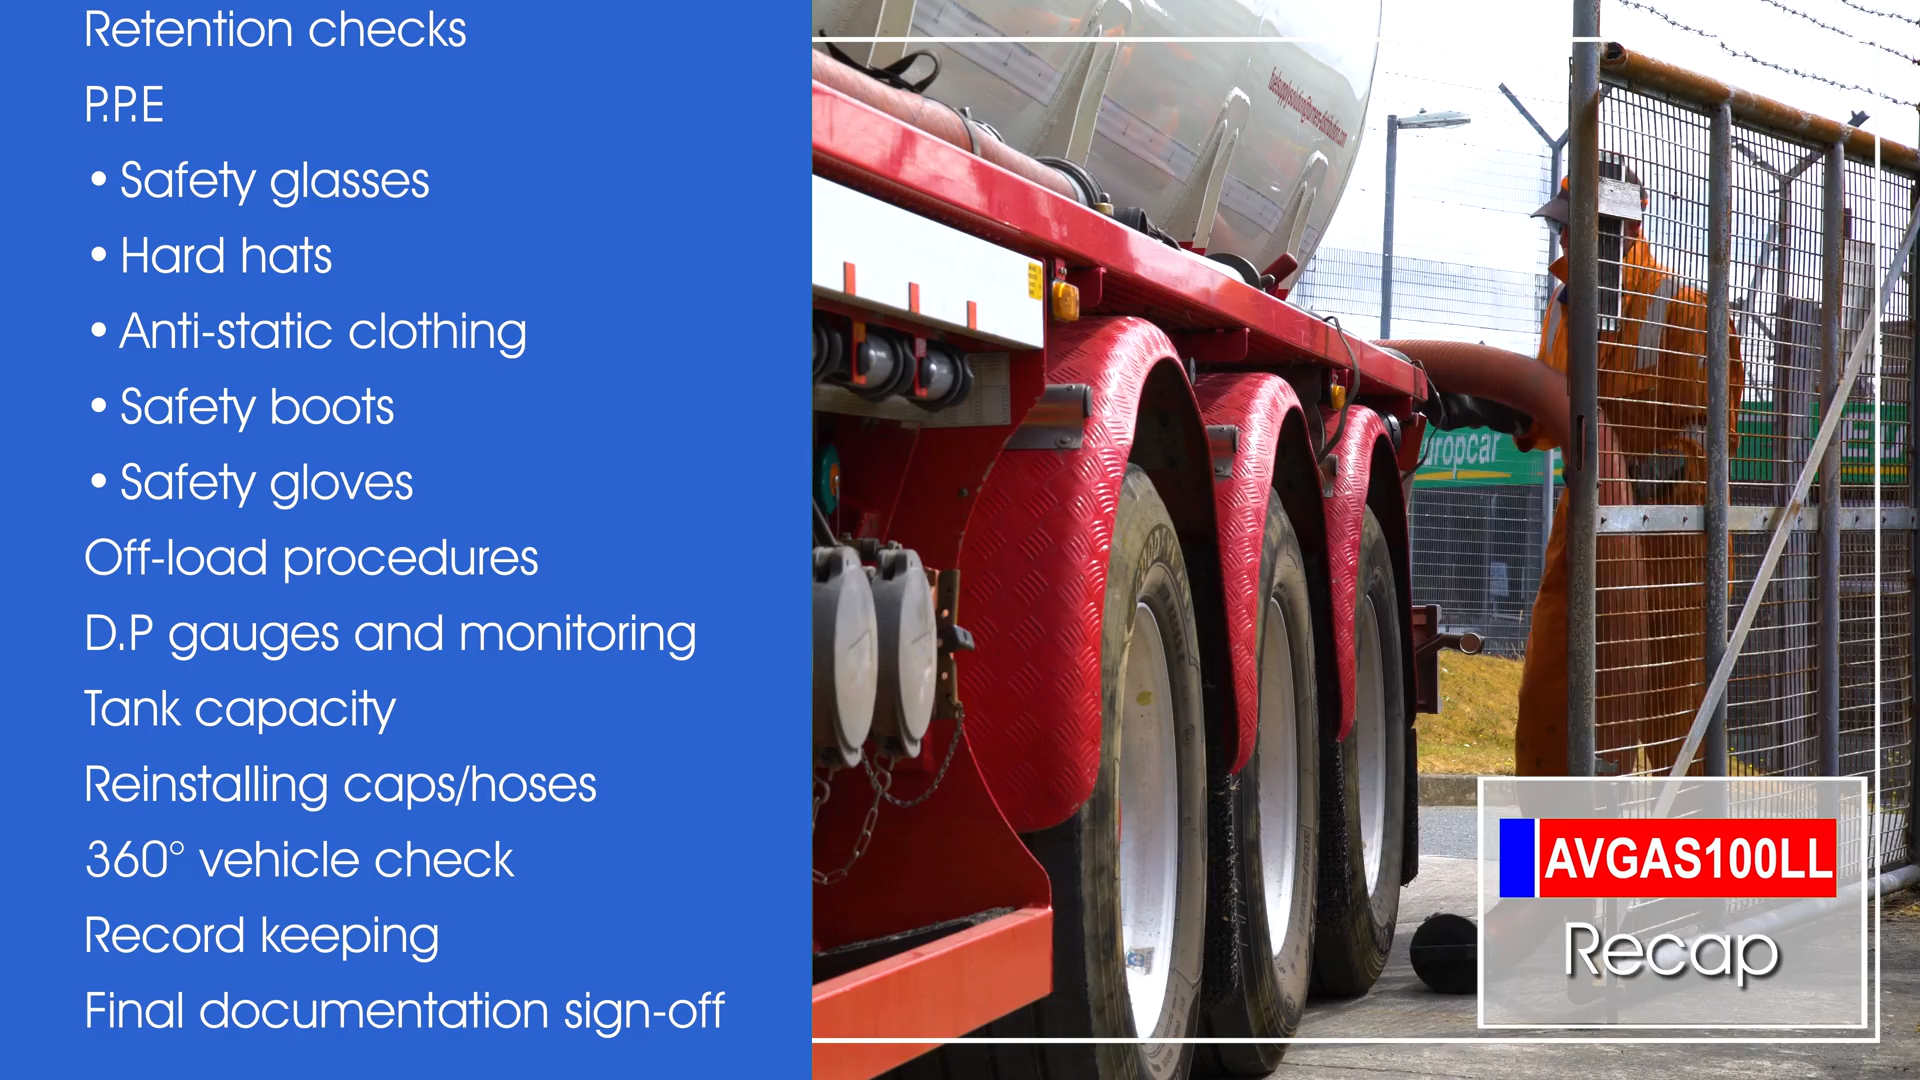 Retention checks
P.P.E
• Safety glasses
• Hard hats
• Anti-static clothing
• Safety boots
• Safety gloves
Off-load procedures
D.P gauges and monitoring
Tank capacity
Reinstalling caps/hoses
360° vehicle check
Record keeping
Final documentation sign-off
europcar
AVGAS100LL
Recap